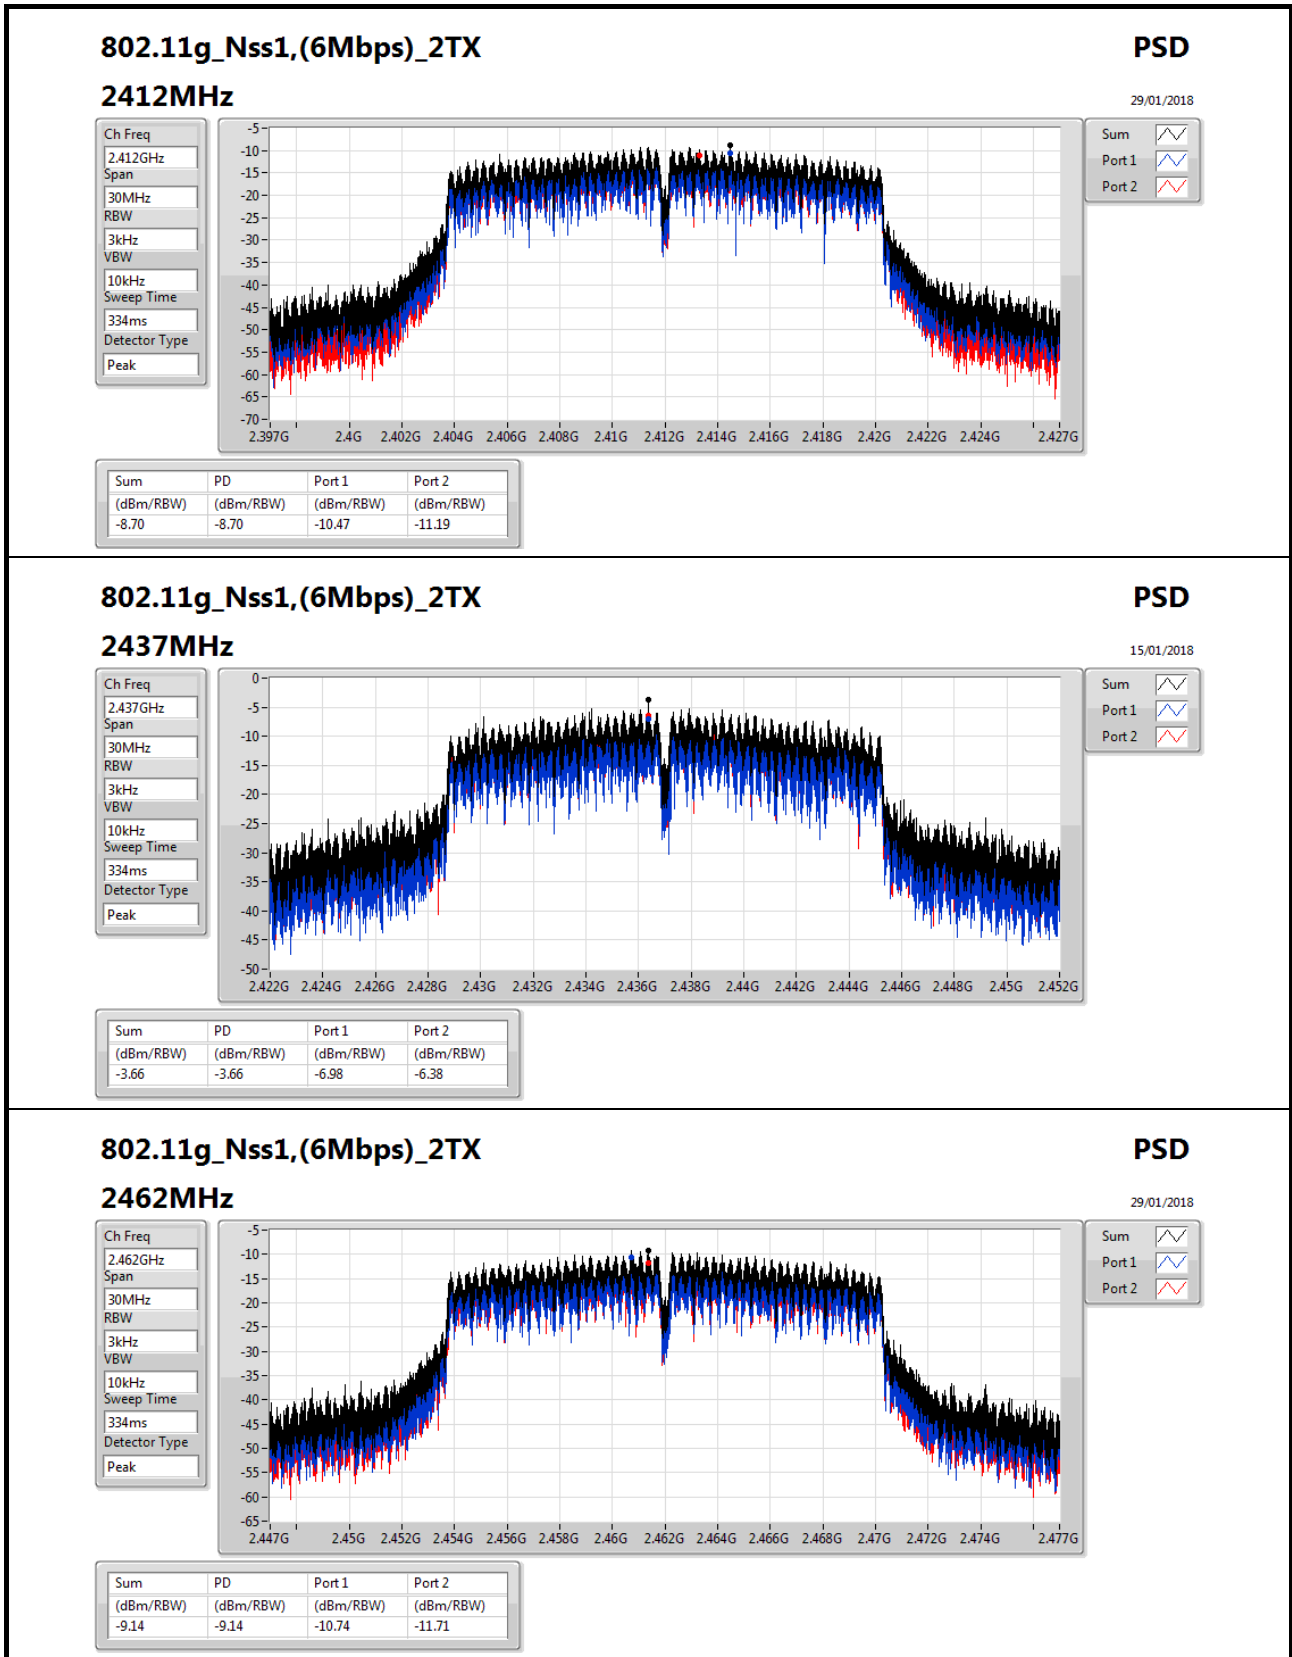 802.11g_Nss1,(6Mbps)_2TX PSD
2412MHz 29/01/2018
Ch Freq
2.412GHz
Span
30MHz
RBW
3kHz
VBW
10kHz
Sweep Time
334ms
Detector Type
Peak
-5
-10
-15
-20
-25
-30
-35
-40
-45
-50
-55
-60
-65
-70
2.397G 2.4G 2.402G 2.404G 2.406G 2.408G 2.41G 2.412G 2.414G 2.416G 2.418G 2.42G 2.422G 2.424G 2.427G
Sum
Port 1
Port 2
Sum PD Port 1 Port 2
(dBm/RBW) (dBm/RBW) (dBm/RBW) (dBm/RBW)
-8.70 -8.70 -10.47 -11.19
802.11g_Nss1,(6Mbps)_2TX PSD
2437MHz 15/01/2018
Ch Freq
2.437GHz
Span
30MHz
RBW
3kHz
VBW
10kHz
Sweep Time
334ms
Detector Type
Peak
0
-5
-10
-15
-20
-25
-30
-35
-40
-45
-50
2.422G 2.424G 2.426G 2.428G 2.43G 2.432G 2.434G 2.436G 2.438G 2.44G 2.442G 2.444G 2.446G 2.448G 2.45G 2.452G
Sum
Port 1
Port 2
Sum PD Port 1 Port 2
(dBm/RBW) (dBm/RBW) (dBm/RBW) (dBm/RBW)
-3.66 -3.66 -6.98 -6.38
802.11g_Nss1,(6Mbps)_2TX PSD
2462MHz 29/01/2018
Ch Freq
2.462GHz
Span
30MHz
RBW
3kHz
VBW
10kHz
Sweep Time
334ms
Detector Type
Peak
-5
-10
-15
-20
-25
-30
-35
-40
-45
-50
-55
-60
-65
2.447G 2.45G 2.452G 2.454G 2.456G 2.458G 2.46G 2.462G 2.464G 2.466G 2.468G 2.47G 2.472G 2.474G 2.477G
Sum
Port 1
Port 2
Sum PD Port 1 Port 2
(dBm/RBW) (dBm/RBW) (dBm/RBW) (dBm/RBW)
-9.14 -9.14 -10.74 -11.71